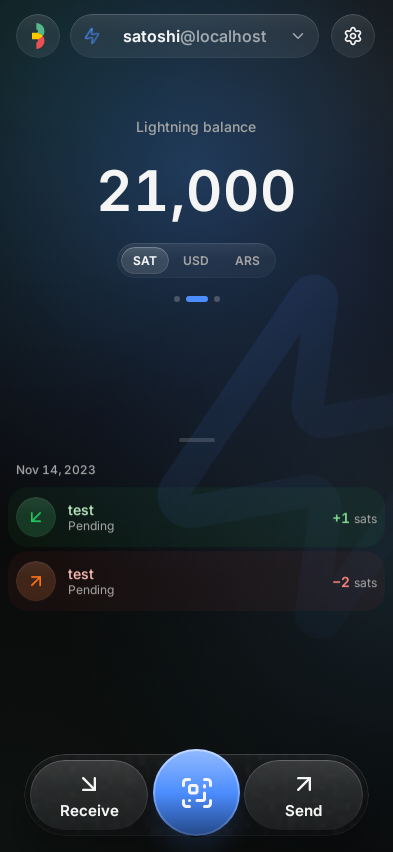 satoshi@localhost
Lightning balance
21,000
SAT USD ARS
Nov 14, 2023
test
Pending
+1 sats
test
Pending
−2 sats
Receive
Send